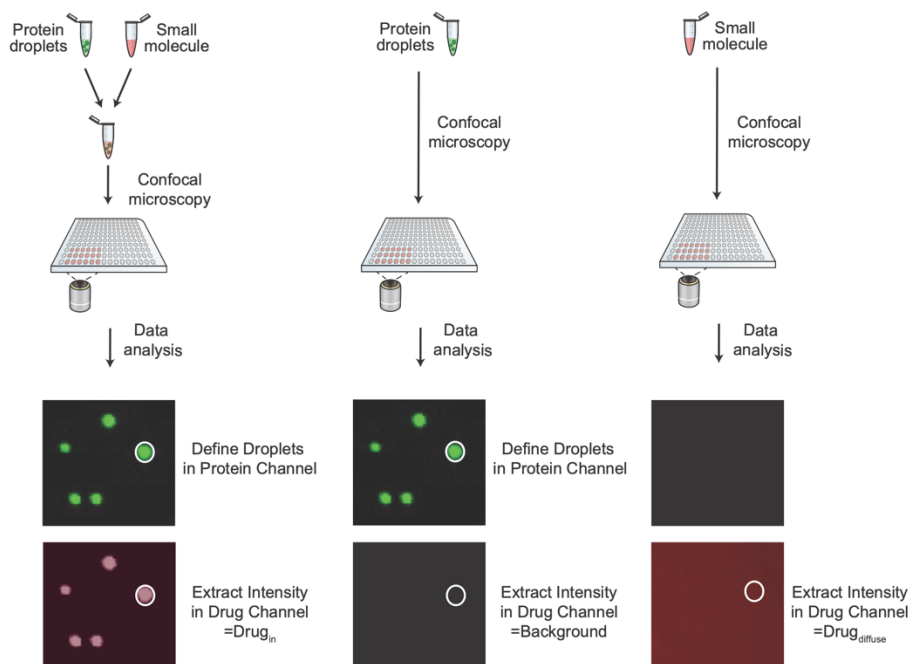 Protein
droplets
Small
molecule
Confocal
microscopy
Data
analysis
Define Droplets
in Protein Channel
Extract Intensity
in Drug Channel
=Drug_in
Protein
droplets
Confocal
microscopy
Data
analysis
Define Droplets
in Protein Channel
Extract Intensity
in Drug Channel
=Background
Small
molecule
Confocal
microscopy
Data
analysis
Extract Intensity
in Drug Channel
=Drug_diffuse